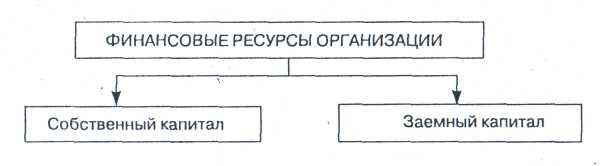 ФИНАНСОВЫЕ РЕСУРСЫ ОРГАНИЗАЦИИ
Собственный капитал
Заемный капитал